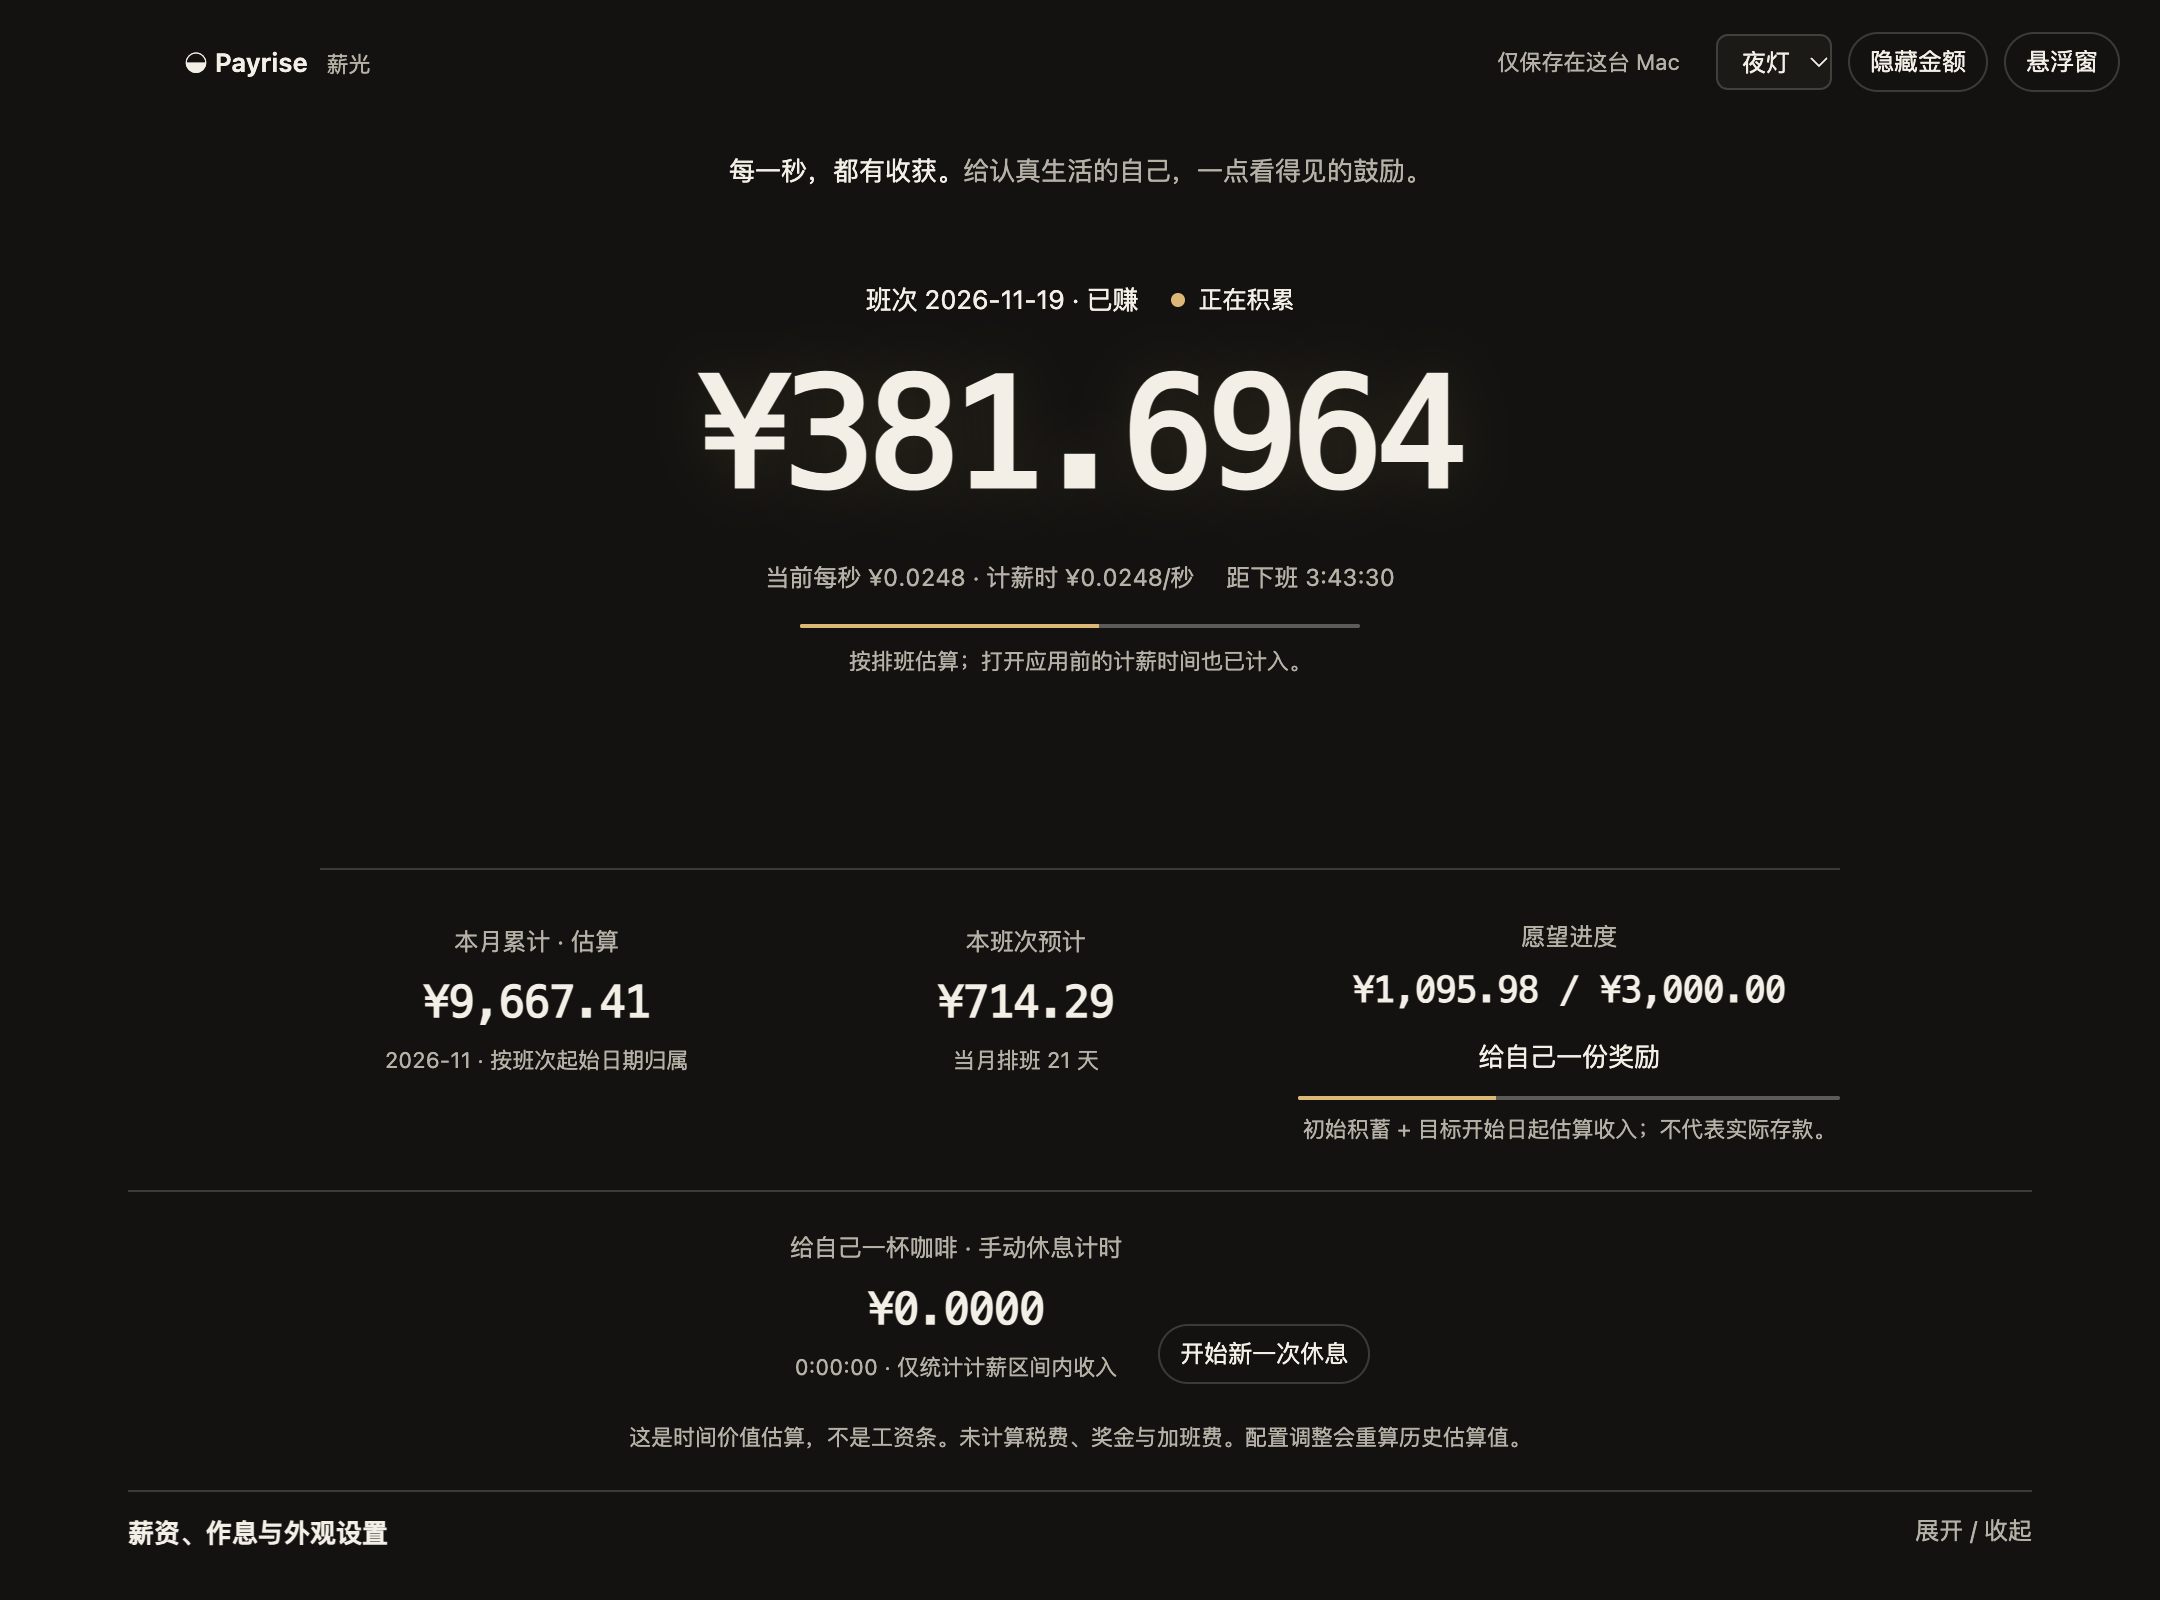 Payrise 薪光
仅保存在这台 Mac 夜灯 隐藏金额 悬浮窗
每一秒，都有收获。给认真生活的自己，一点看得见的鼓励。
班次 2026-11-19 · 已赚 正在积累
¥381.6964
当前每秒 ¥0.0248 · 计薪时 ¥0.0248/秒 距下班 3:43:30
按排班估算；打开应用前的计薪时间也已计入。
本月累计 · 估算
¥9,667.41
2026-11 · 按班次起始日期归属
本班次预计
¥714.29
当月排班 21 天
愿望进度
¥1,095.98 / ¥3,000.00
给自己一份奖励
初始积蓄 + 目标开始日起估算收入；不代表实际存款。
给自己一杯咖啡 · 手动休息计时
¥0.0000
0:00:00 · 仅统计计薪区间内收入
开始新一次休息
这是时间价值估算，不是工资条。未计算税费、奖金与加班费。配置调整会重算历史估算值。
薪资、作息与外观设置 展开 / 收起